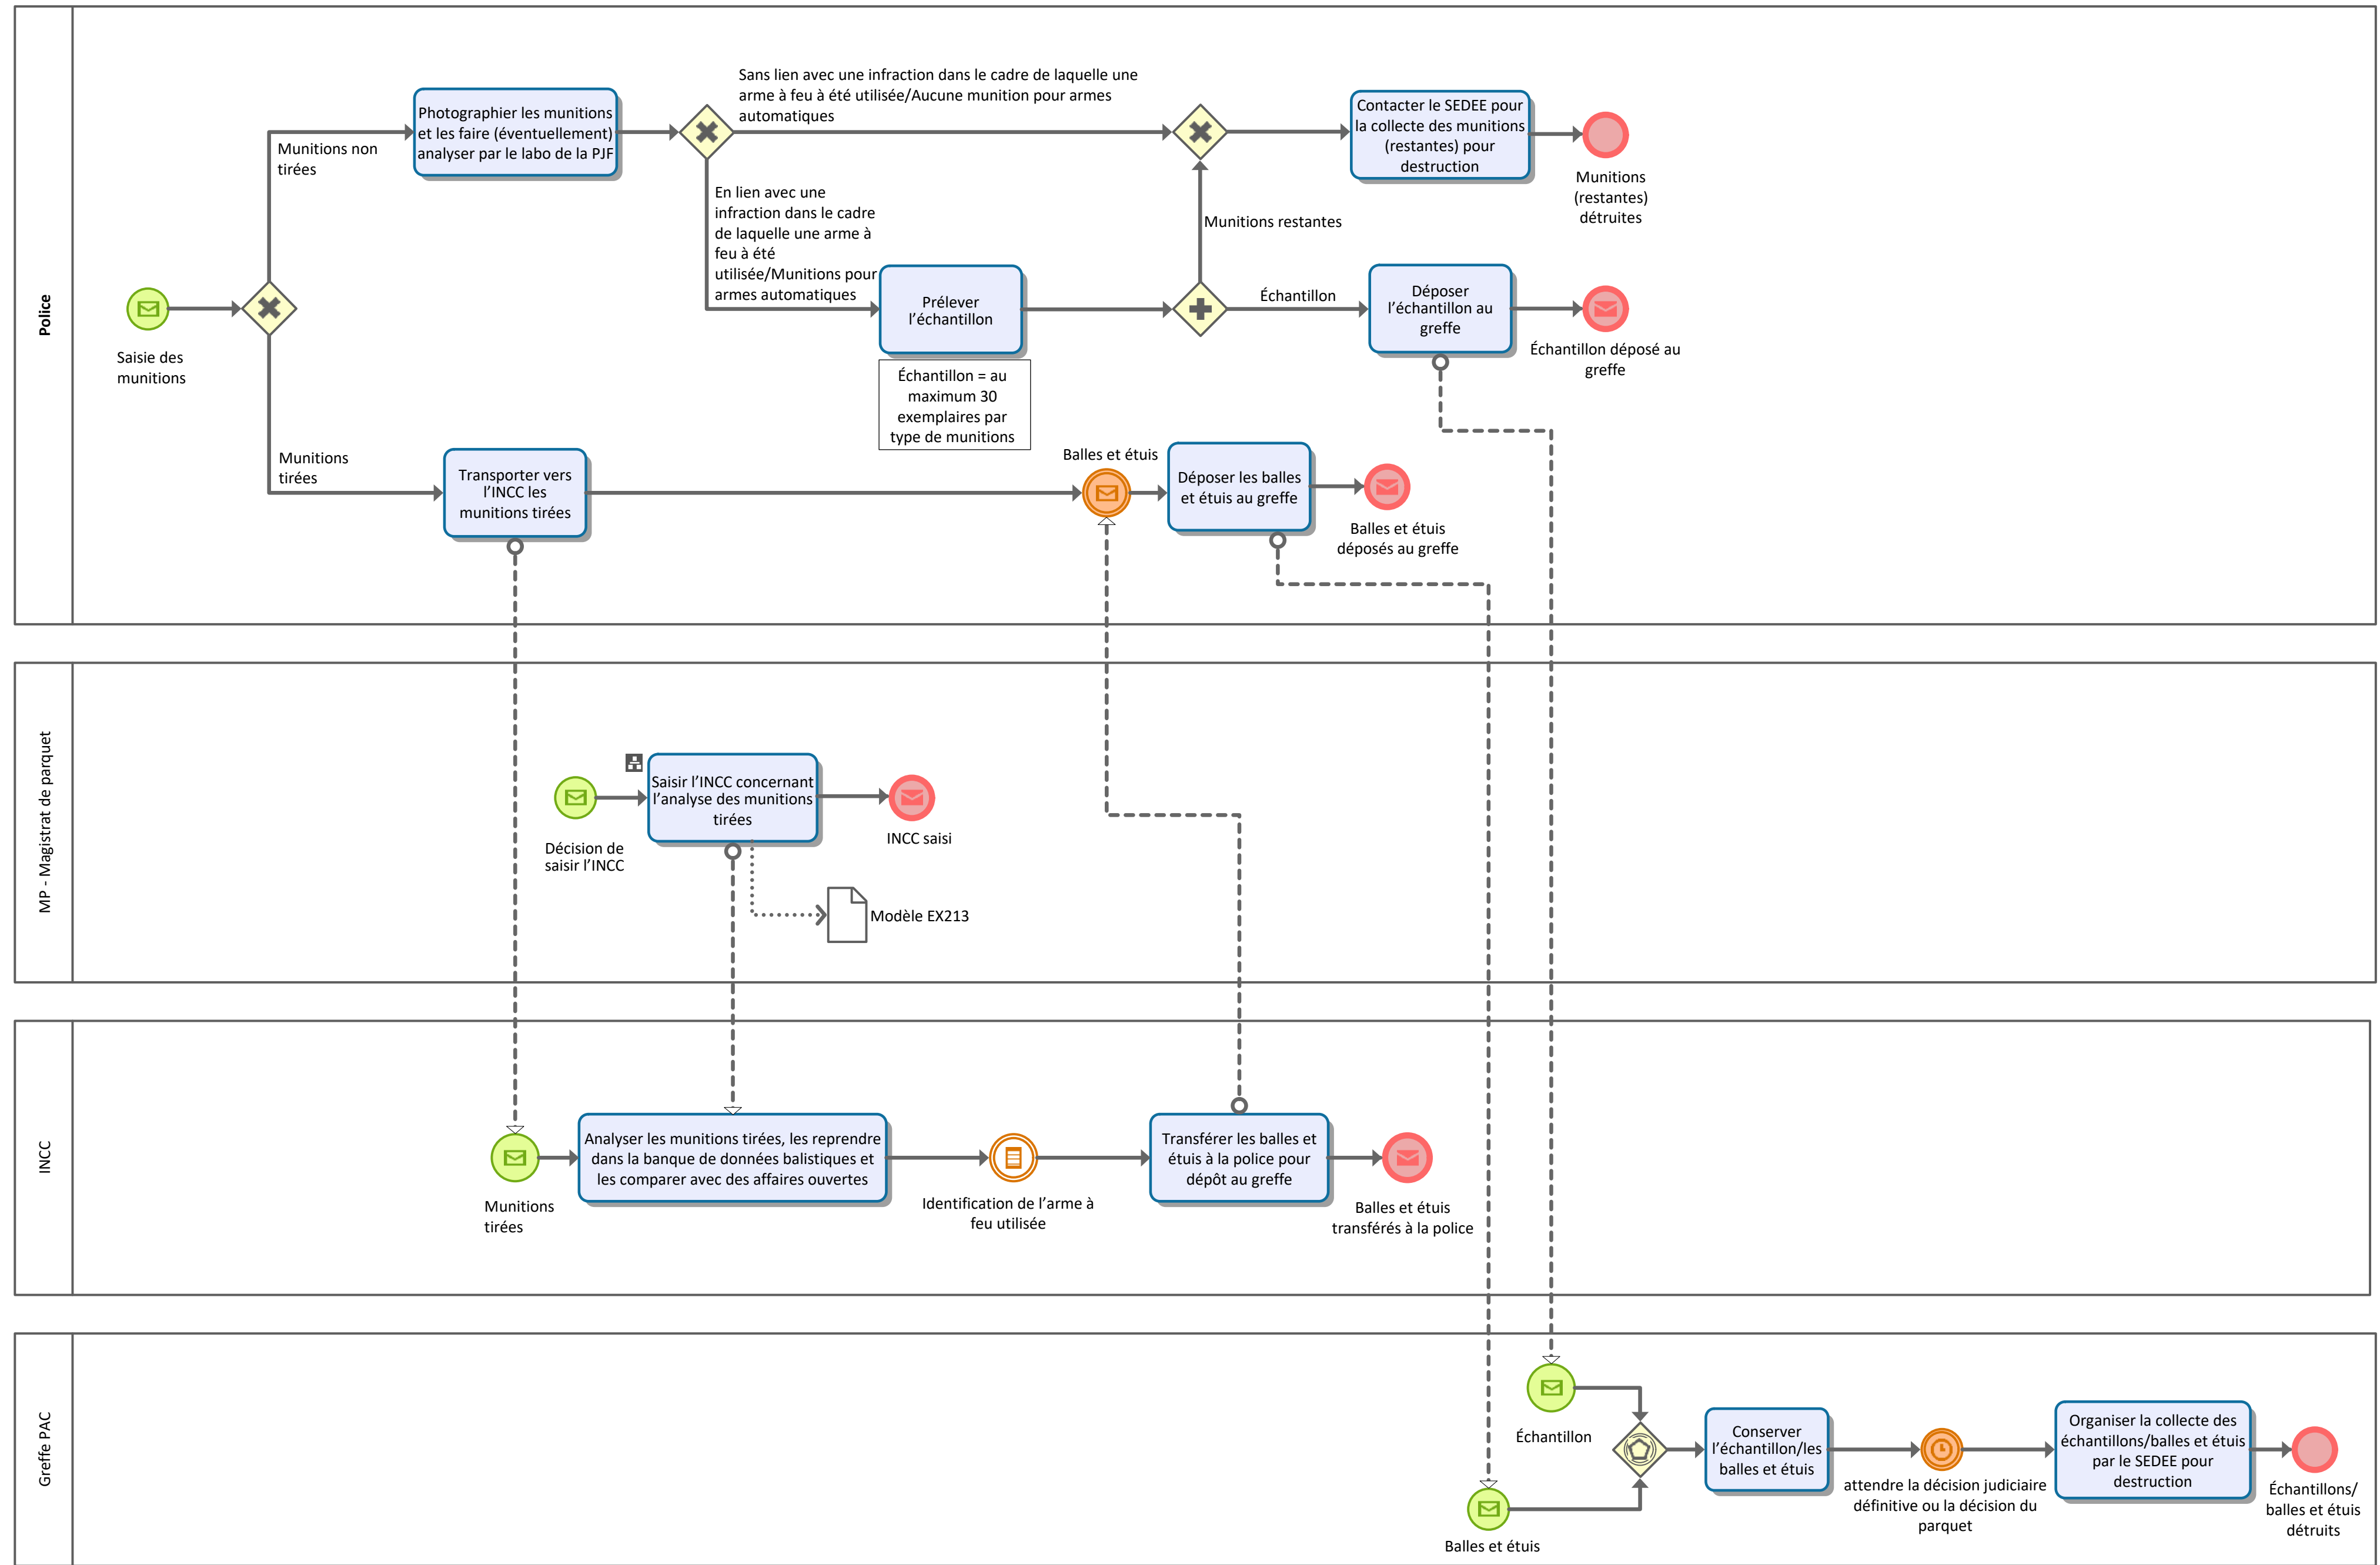 Police
Saisie des
munitions
Munitions non
tirées
Photographier les munitions
et les faire (éventuellement)
analyser par le labo de la PJF
Sans lien avec une infraction dans le cadre de laquelle une
arme à feu à été utilisée/Aucune munition pour armes
automatiques
En lien avec une
infraction dans le cadre
de laquelle une arme à
feu à été
utilisée/Munitions pour
armes automatiques
Prélever
l'échantillon
Échantillon = au
maximum 30
exemplaires par
type de munitions
Munitions restantes
Contacter le SEDEE pour
la collecte des munitions
(restantes) pour
destruction
Munitions
(restantes)
détruites
Échantillon
Déposer
l'échantillon au
greffe
Échantillon déposé au
greffe
Munitions
tirées
Transporter vers
l'INCC les
munitions tirées
Balles et étuis
Déposer les balles
et étuis au greffe
Balles et étuis
déposés au greffe
MP - Magistrat de parquet
Décision de
saisir l'INCC
Saisir l'INCC concernant
l'analyse des munitions
tirées
INCC saisi
Modèle EX213
INCC
Munitions
tirées
Analyser les munitions tirées, les reprendre
dans la banque de données balistiques et
les comparer avec des affaires ouvertes
Identification de l'arme à
feu utilisée
Transférer les balles et
étuis à la police pour
dépôt au greffe
Balles et étuis
transférés à la police
Greffe PAC
Échantillon
Balles et étuis
Conserver
l'échantillon/les
balles et étuis
attendre la décision judiciaire
définitive ou la décision du
parquet
Organiser la collecte des
échantillons/balles et étuis
par le SEDEE pour
destruction
Échantillons/
balles et étuis
détruits